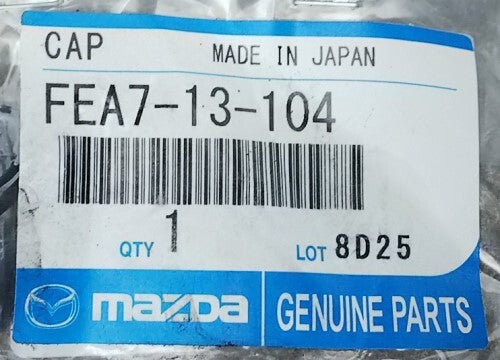 CAP MADE IN JAPAN
FEA7-13-104
QTY 1 LOT 8D25
mazda GENUINE PARTS